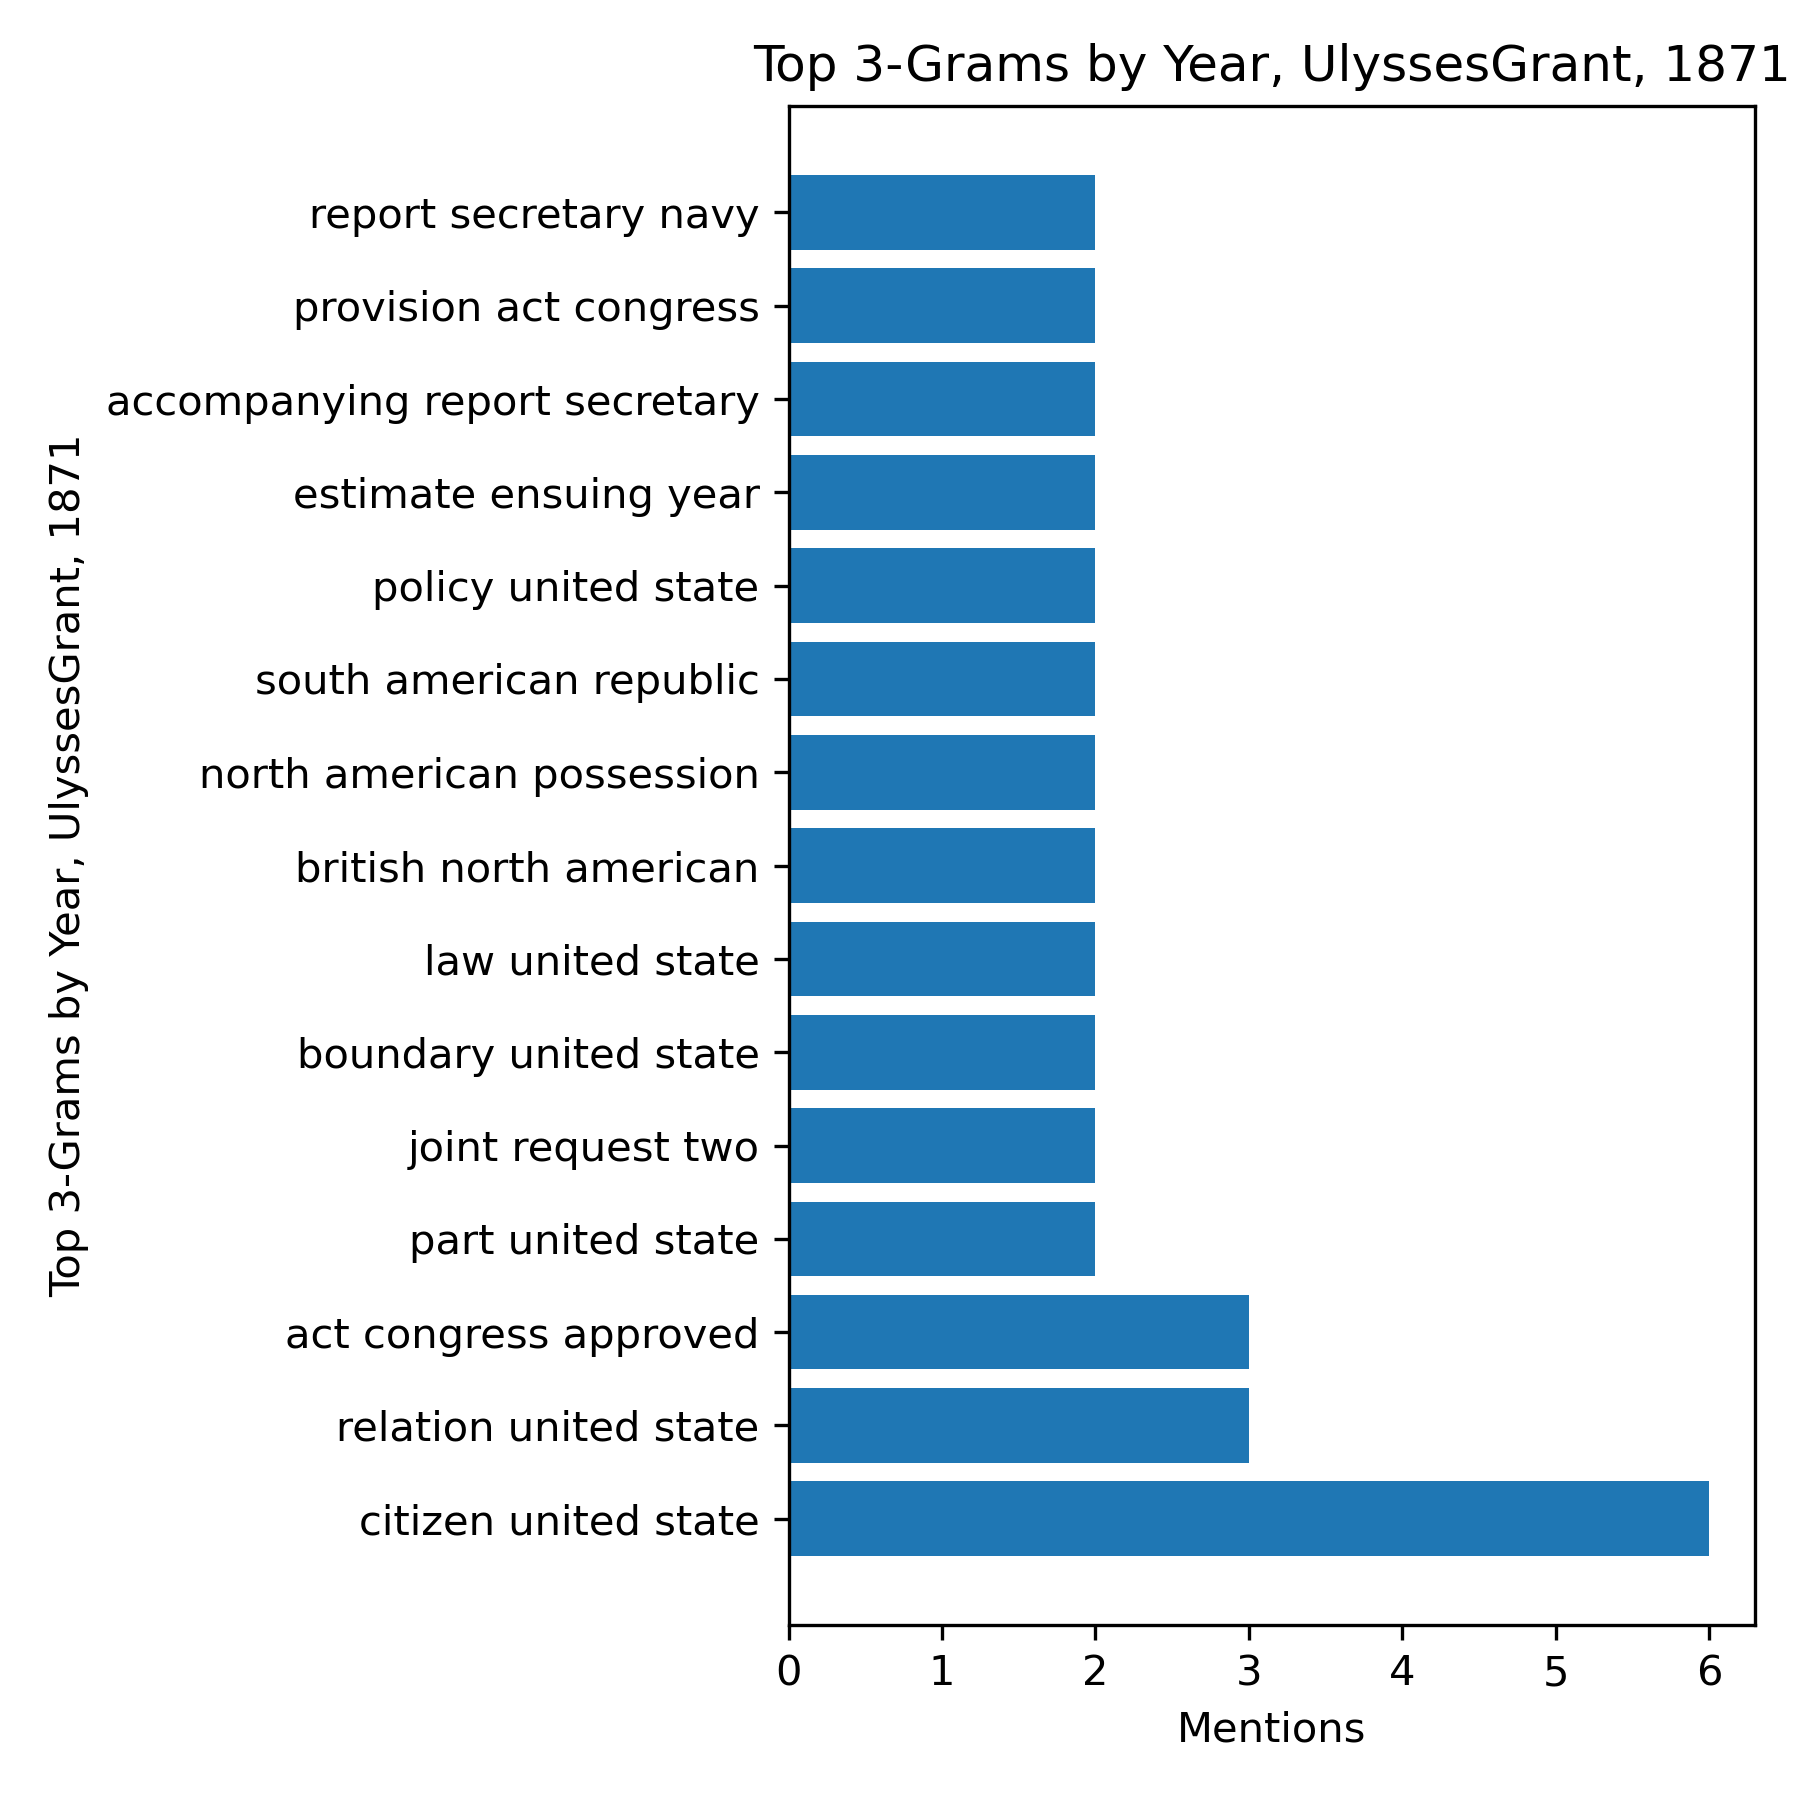 Top 3-Grams by Year, UlyssesGrant, 1871
Top 3-Grams by Year, UlyssesGrant, 1871
report secretary navy
provision act congress
accompanying report secretary
estimate ensuing year
policy united state
south american republic
north american possession
british north american
law united state
boundary united state
joint request two
part united state
act congress approved
relation united state
citizen united state
0 1 2 3 4 5 6
Mentions